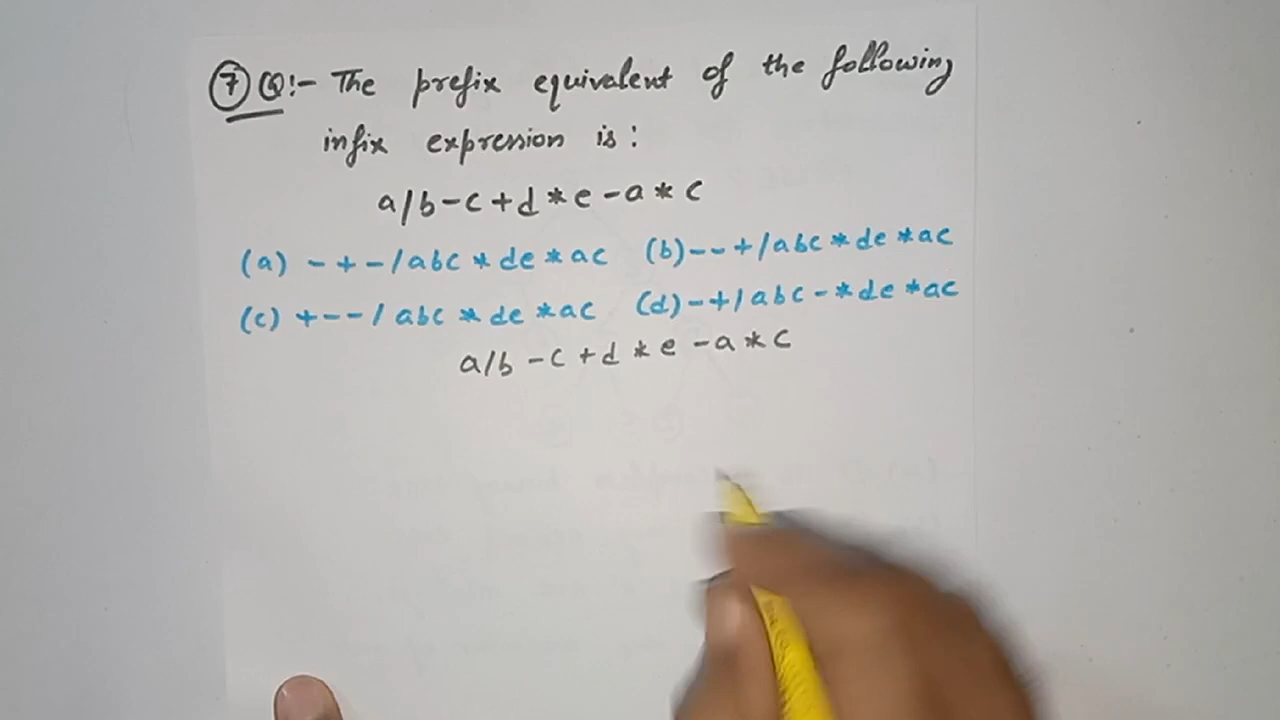 7 Q:- The prefix equivalent of the following
infix expression is:
a/b-c+d*e-a*c
(a) -+-/abc*de*ac (b)--+/abc*de*ac
(c) +--/abc*de*ac (d)-+/abc-*de*ac
a/b-c+d*e-a*c